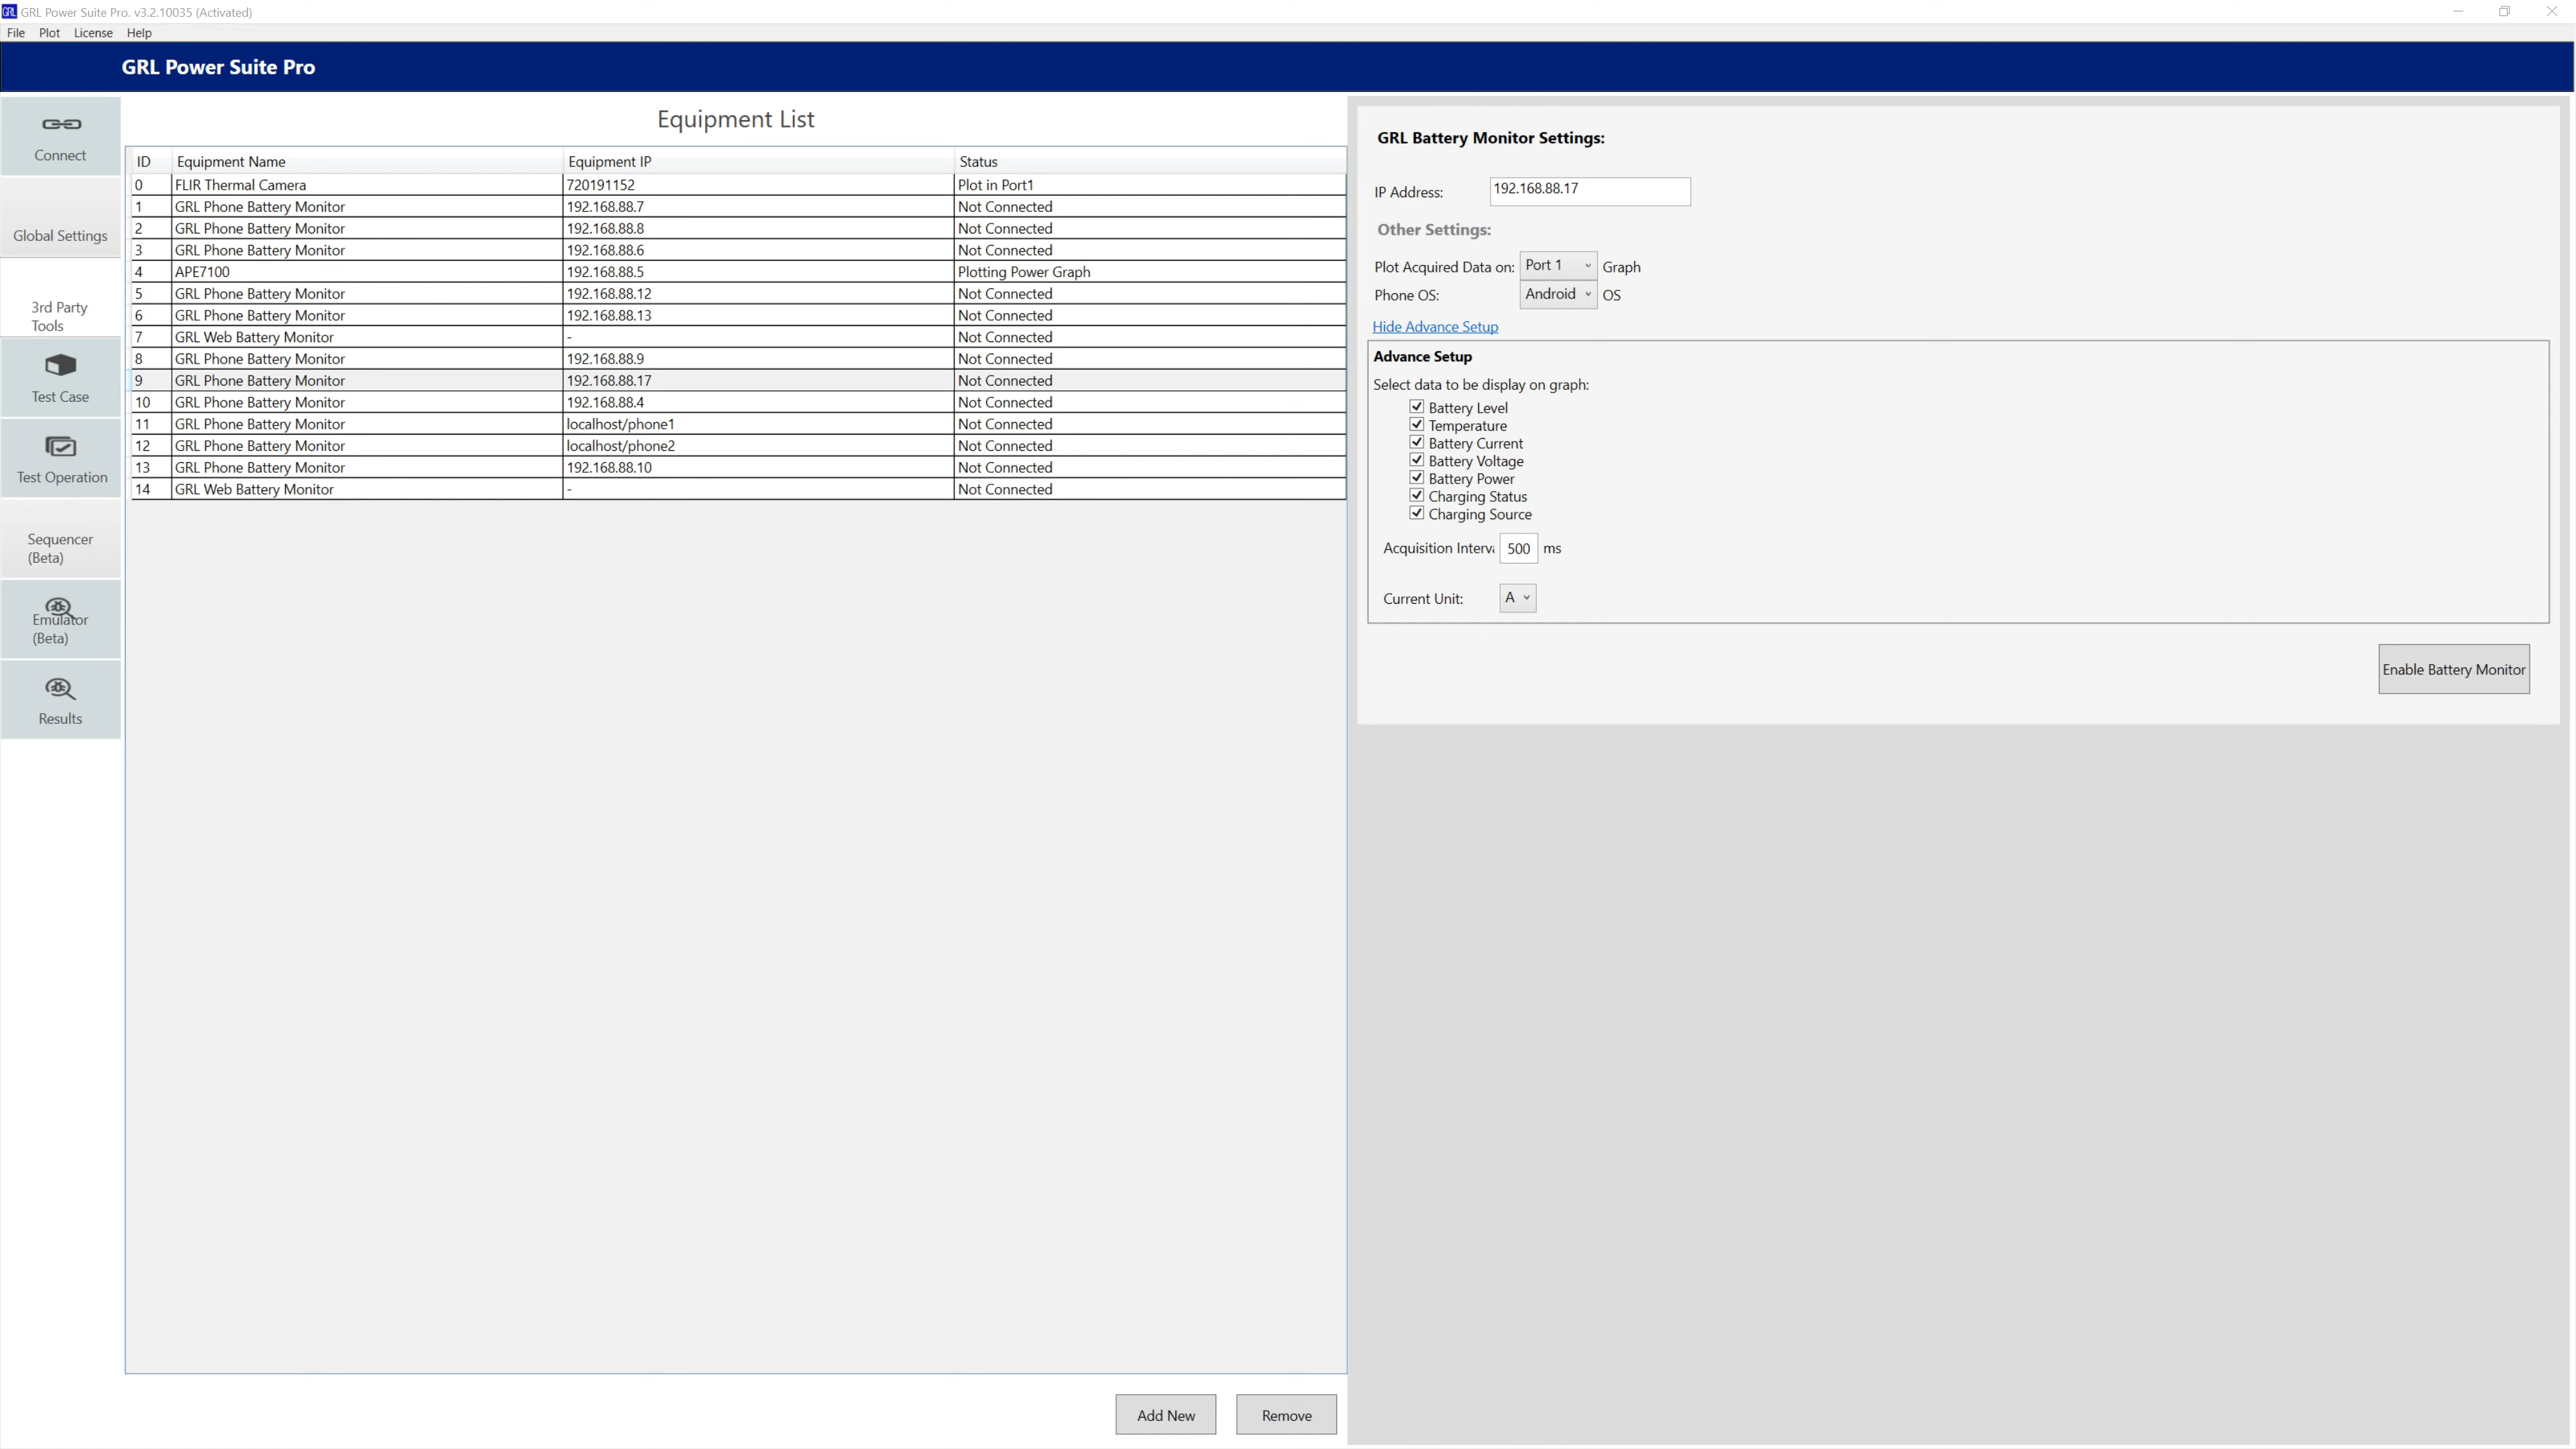 GRL GRL Power Suite Pro. v3.2.10035 (Activated)
File Plot License Help
GRL Power Suite Pro
Connect
Global Settings
3rd Party
Tools
Test Case
Test Operation
Sequencer
(Beta)
Emulator
(Beta)
Results
Equipment List
ID Equipment Name Equipment IP Status
0 FLIR Thermal Camera 720191152 Plot in Port1
1 GRL Phone Battery Monitor 192.168.88.7 Not Connected
2 GRL Phone Battery Monitor 192.168.88.8 Not Connected
3 GRL Phone Battery Monitor 192.168.88.6 Not Connected
4 APE7100 192.168.88.5 Plotting Power Graph
5 GRL Phone Battery Monitor 192.168.88.12 Not Connected
6 GRL Phone Battery Monitor 192.168.88.13 Not Connected
7 GRL Web Battery Monitor - Not Connected
8 GRL Phone Battery Monitor 192.168.88.9 Not Connected
9 GRL Phone Battery Monitor 192.168.88.17 Not Connected
10 GRL Phone Battery Monitor 192.168.88.4 Not Connected
11 GRL Phone Battery Monitor localhost/phone1 Not Connected
12 GRL Phone Battery Monitor localhost/phone2 Not Connected
13 GRL Phone Battery Monitor 192.168.88.10 Not Connected
14 GRL Web Battery Monitor - Not Connected
Add New Remove
GRL Battery Monitor Settings:
IP Address: 192.168.88.17
Other Settings:
Plot Acquired Data on: Port 1 Graph
Phone OS: Android OS
Hide Advance Setup
Advance Setup
Select data to be display on graph:
Battery Level
Temperature
Battery Current
Battery Voltage
Battery Power
Charging Status
Charging Source
Acquisition Interva 500 ms
Current Unit: A
Enable Battery Monitor